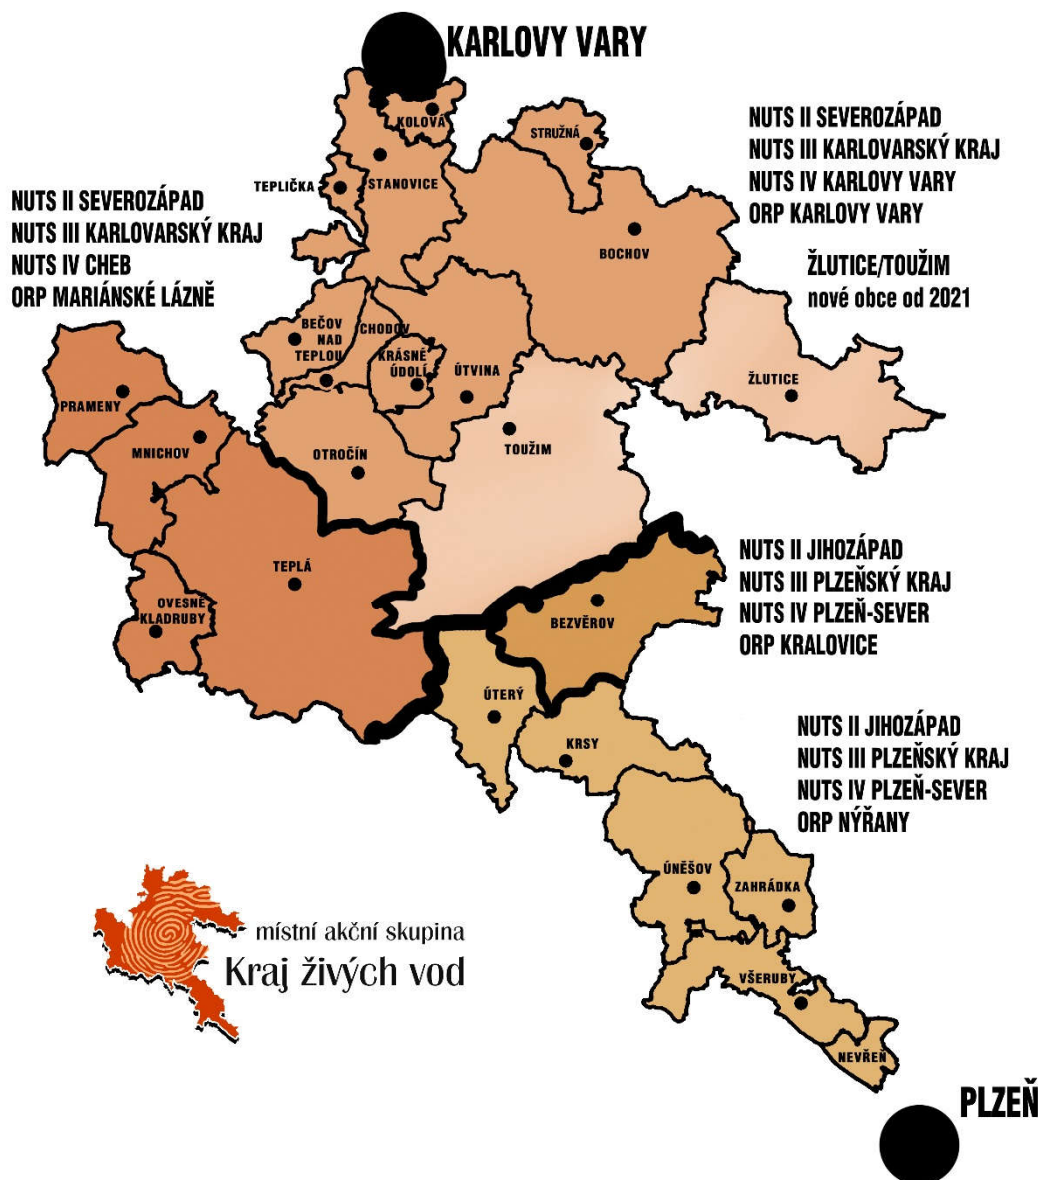 KARLOVY VARY
KOLOVÁ
STRUŽNÁ
NUTS II SEVEROZÁPAD
NUTS III KARLOVARSKÝ KRAJ
NUTS IV KARLOVY VARY
ORP KARLOVY VARY
TEPLIČKA
STANOVICE
NUTS II SEVEROZÁPAD
NUTS III KARLOVARSKÝ KRAJ
NUTS IV CHEB
ORP MARIÁNSKÉ LÁZNĚ
BOCHOV
ŽLUTICE/TOUŽIM
nové obce od 2021
BEČOV
NAD
TEPLOU
CHODOV
KRÁSNÉ
ÚDOLÍ
ÚTVINA
ŽLUTICE
PRAMENY
MNICHOV
OTROČÍN
TOUŽIM
NUTS II JIHOZÁPAD
NUTS III PLZEŇSKÝ KRAJ
NUTS IV PLZEŇ-SEVER
ORP KRALOVICE
TEPLÁ
OVESNÉ
KLADRUBY
BEZVĚROV
ÚTERÝ
KRSY
NUTS II JIHOZÁPAD
NUTS III PLZEŇSKÝ KRAJ
NUTS IV PLZEŇ-SEVER
ORP NÝŘANY
ÚNĚŠOV
ZAHRÁDKA
místní akční skupina
Kraj živých vod
VŠERUBY
NEVŘEŇ
PLZEŇ